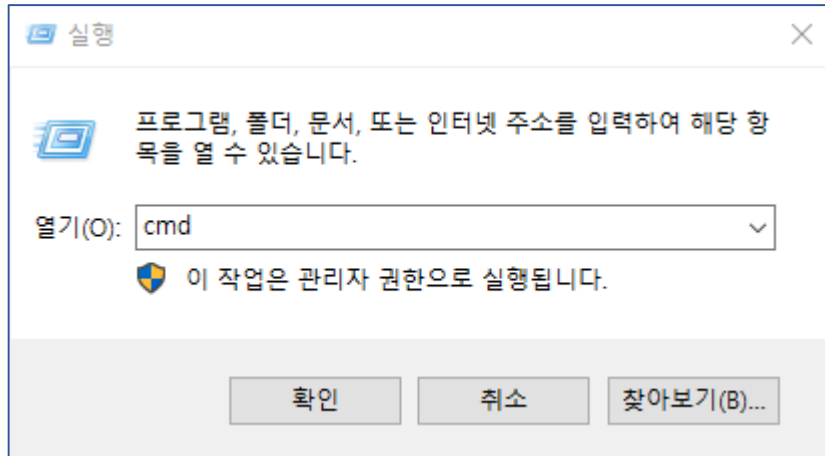 실행
프로그램, 폴더, 문서, 또는 인터넷 주소를 입력하여 해당 항
목을 열 수 있습니다.
열기(O): cmd
이 작업은 관리자 권한으로 실행됩니다.
확인 취소 찾아보기(B)...